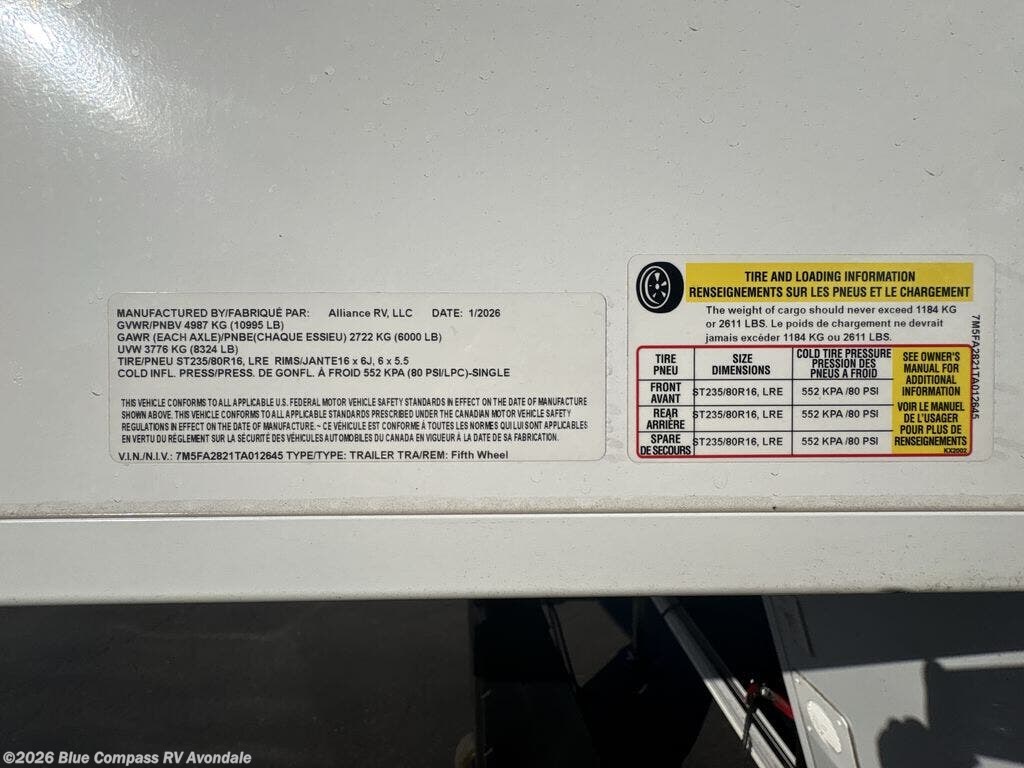 MANUFACTURED BY/FABRIQUÉ PAR: Alliance RV, LLC DATE: 1/2026
GVWR/PNBV 4987 KG (10995 LB)
GAWR (EACH AXLE)/PNBE(CHAQUE ESSIEU) 2722 KG (6000 LB)
UVW 3776 KG (8324 LB)
TIRE/PNEU ST235/80R16, LRE RIMS/JANTE16 x 6J, 6 x 5.5
COLD INFL. PRESS/PRESS. DE GONFL. À FROID 552 KPA (80 PSI/LPC)-SINGLE
THIS VEHICLE CONFORMS TO ALL APPLICABLE U.S. FEDERAL MOTOR VEHICLE SAFETY STANDARDS IN EFFECT ON THE DATE OF MANUFACTURE
SHOWN ABOVE. THIS VEHICLE CONFORMS TO ALL APPLICABLE STANDARDS PRESCRIBED UNDER THE CANADIAN MOTOR VEHICLE SAFETY
REGULATIONS IN EFFECT ON THE DATE OF MANUFACTURE. ~ CE VÉHICULE EST CONFORME À TOUTES LES NORMES QUI LUI SONT APPLICABLES
EN VERTU DU RÉGLEMENT SUR LA SÉCURITÉ DES VÉHICULES AUTOMOBILES DU CANADA EN VIGUEUR À LA DATE DE SA FABRICATION.
V.I.N./N.I.V.: 7M5FA2821TA012645 TYPE/TYPE: TRAILER TRA/REM: Fifth Wheel
TIRE AND LOADING INFORMATION
RENSEIGNEMENTS SUR LES PNEUS ET LE CHARGEMENT
The weight of cargo should never exceed 1184 KG
or 2611 LBS. Le poids de chargement ne devrait
jamais excéder 1184 KG ou 2611 LBS.
TIRE
PNEU
SIZE
DIMENSIONS
COLD TIRE PRESSURE
PRESSION DES
PNEUS A FROID
FRONT
AVANT
ST235/80R16, LRE
552 KPA /80 PSI
REAR
ARRIÈRE
ST235/80R16, LRE
552 KPA /80 PSI
SPARE
DE SECOURS
ST235/80R16, LRE
552 KPA /80 PSI
SEE OWNER'S
MANUAL FOR
ADDITIONAL
INFORMATION
VOIR LE MANUEL
DE L'USAGER
POUR PLUS DE
RENSEIGNEMENTS
KX2002
7M5FA2821TA012645
©2026 Blue Compass RV Avondale